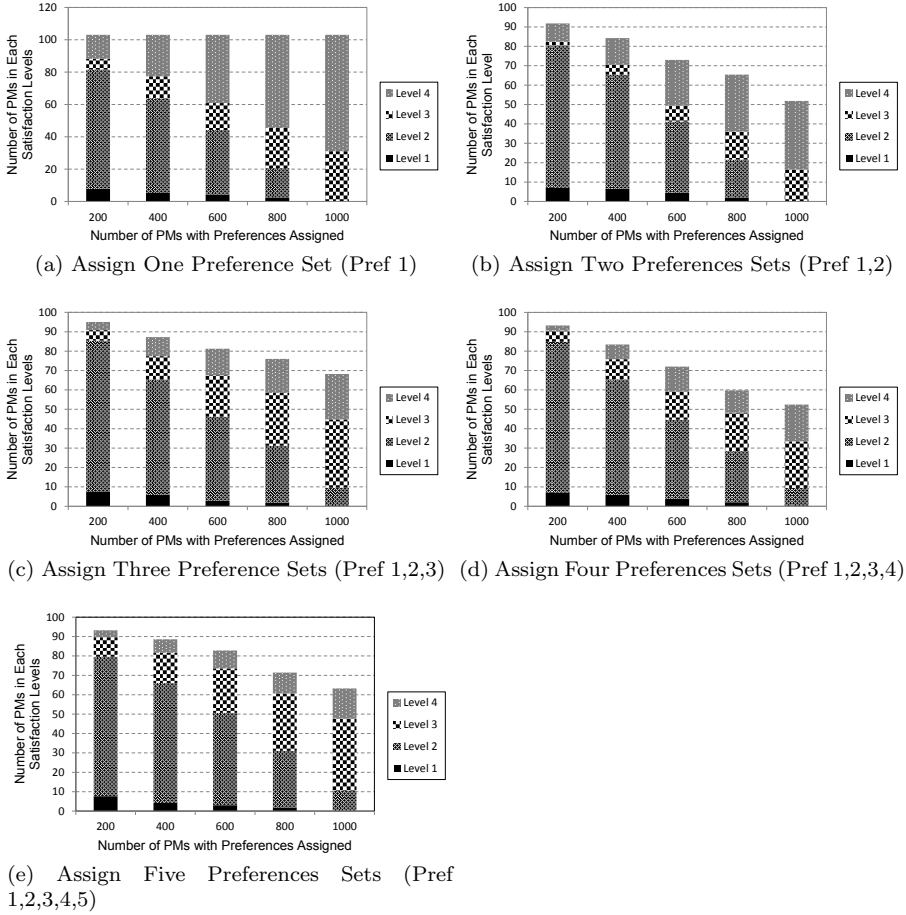 Number of PMs in Each
Satisfaction Levels
120
100
80
60
40
20
0
200 400 600 800 1000
Number of PMs with Preferences Assigned
Level 4
Level 3
Level 2
Level 1
(a) Assign One Preference Set (Pref 1)
Number of PMs in Each
Satisfaction Level
100
90
80
70
60
50
40
30
20
10
0
200 400 600 800 1000
Number of PMs with Preferences Assigned
Level 4
Level 3
Level 2
Level 1
(b) Assign Two Preferences Sets (Pref 1,2)
Number of PMs in Each
Satisfaction Levels
100
90
80
70
60
50
40
30
20
10
0
200 400 600 800 1000
Number of PMs with Preferences Assigned
Level 4
Level 3
Level 2
Level 1
(c) Assign Three Preference Sets (Pref 1,2,3)
Number of PMs in Each
Satisfaction Levels
100
90
80
70
60
50
40
30
20
10
0
200 400 600 800 1000
Number of PMs with Preferences Assigned
Level 4
Level 3
Level 2
Level 1
(d) Assign Four Preferences Sets (Pref 1,2,3,4)
Number of PMs in Each
Satisfaction Levels
100
90
80
70
60
50
40
30
20
10
0
200 400 600 800 1000
Number of PMs with Preferences Assigned
Level 4
Level 3
Level 2
Level 1
(e) Assign Five Preferences Sets (Pref
1,2,3,4,5)